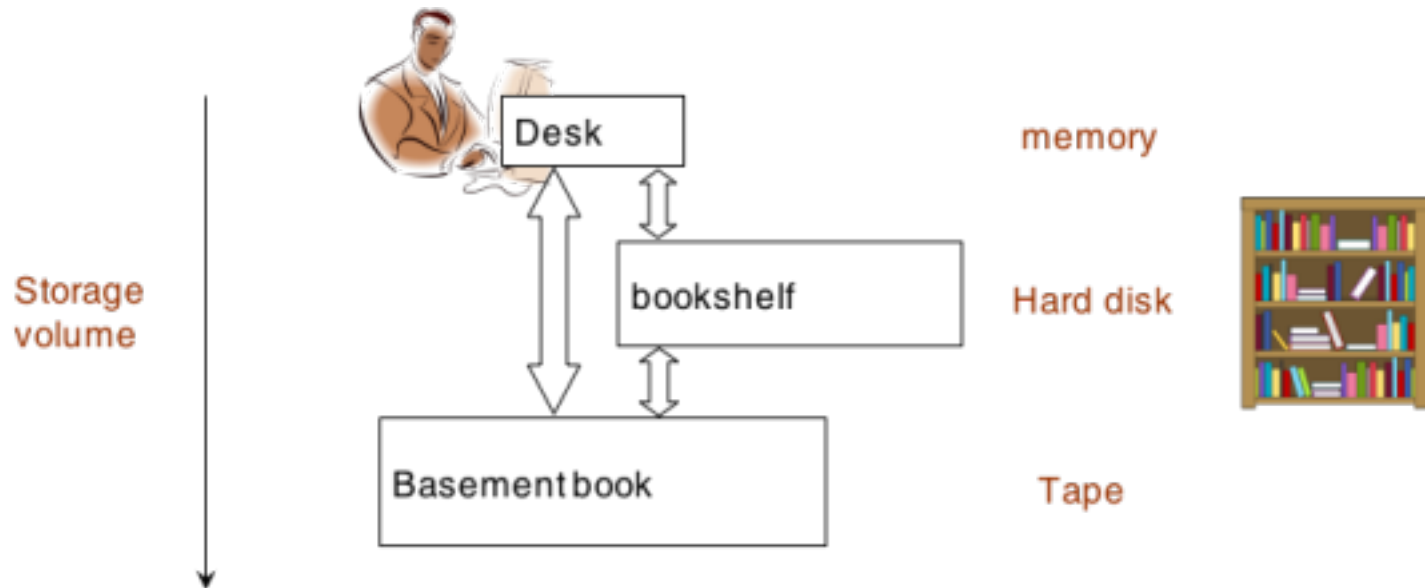 Desk
memory
Storage
volume
bookshelf
Hard disk
Basement book
Tape